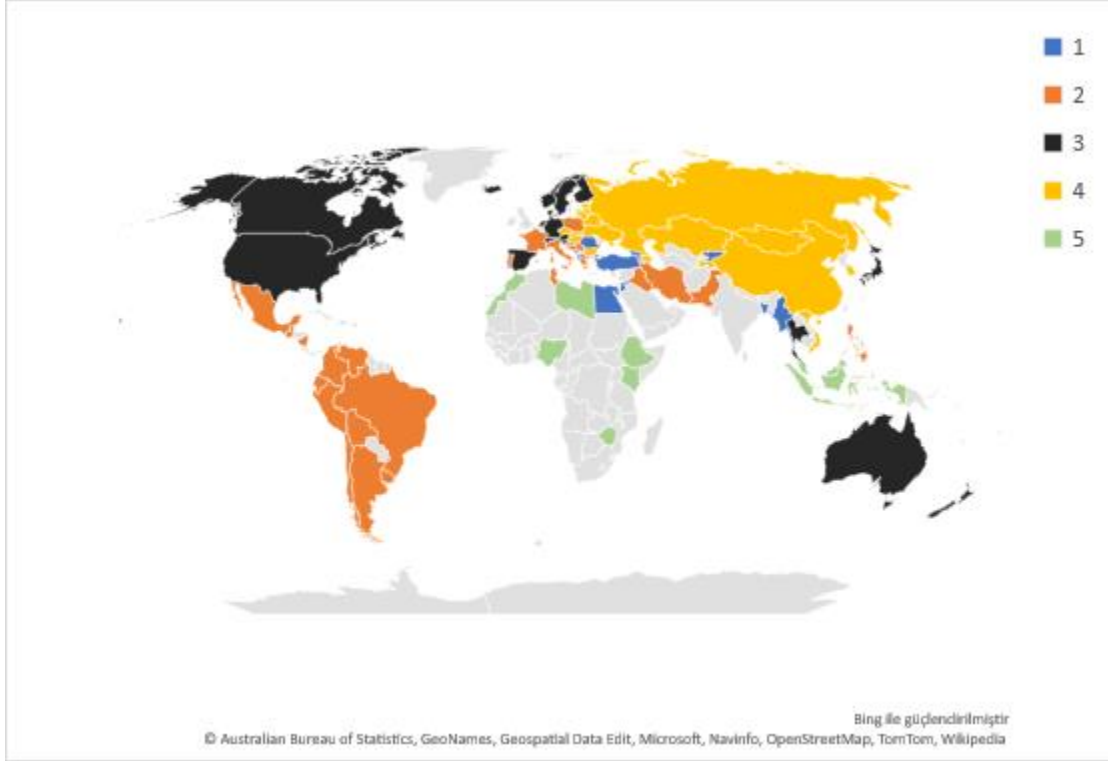 1
2
3
4
5
Bing ile güçlendirilmiştir
© Australian Bureau of Statistics, GeoNames, Geospatial Data Edit, Microsoft, Navinfo, OpenStreetMap, TomTom, Wikipedia